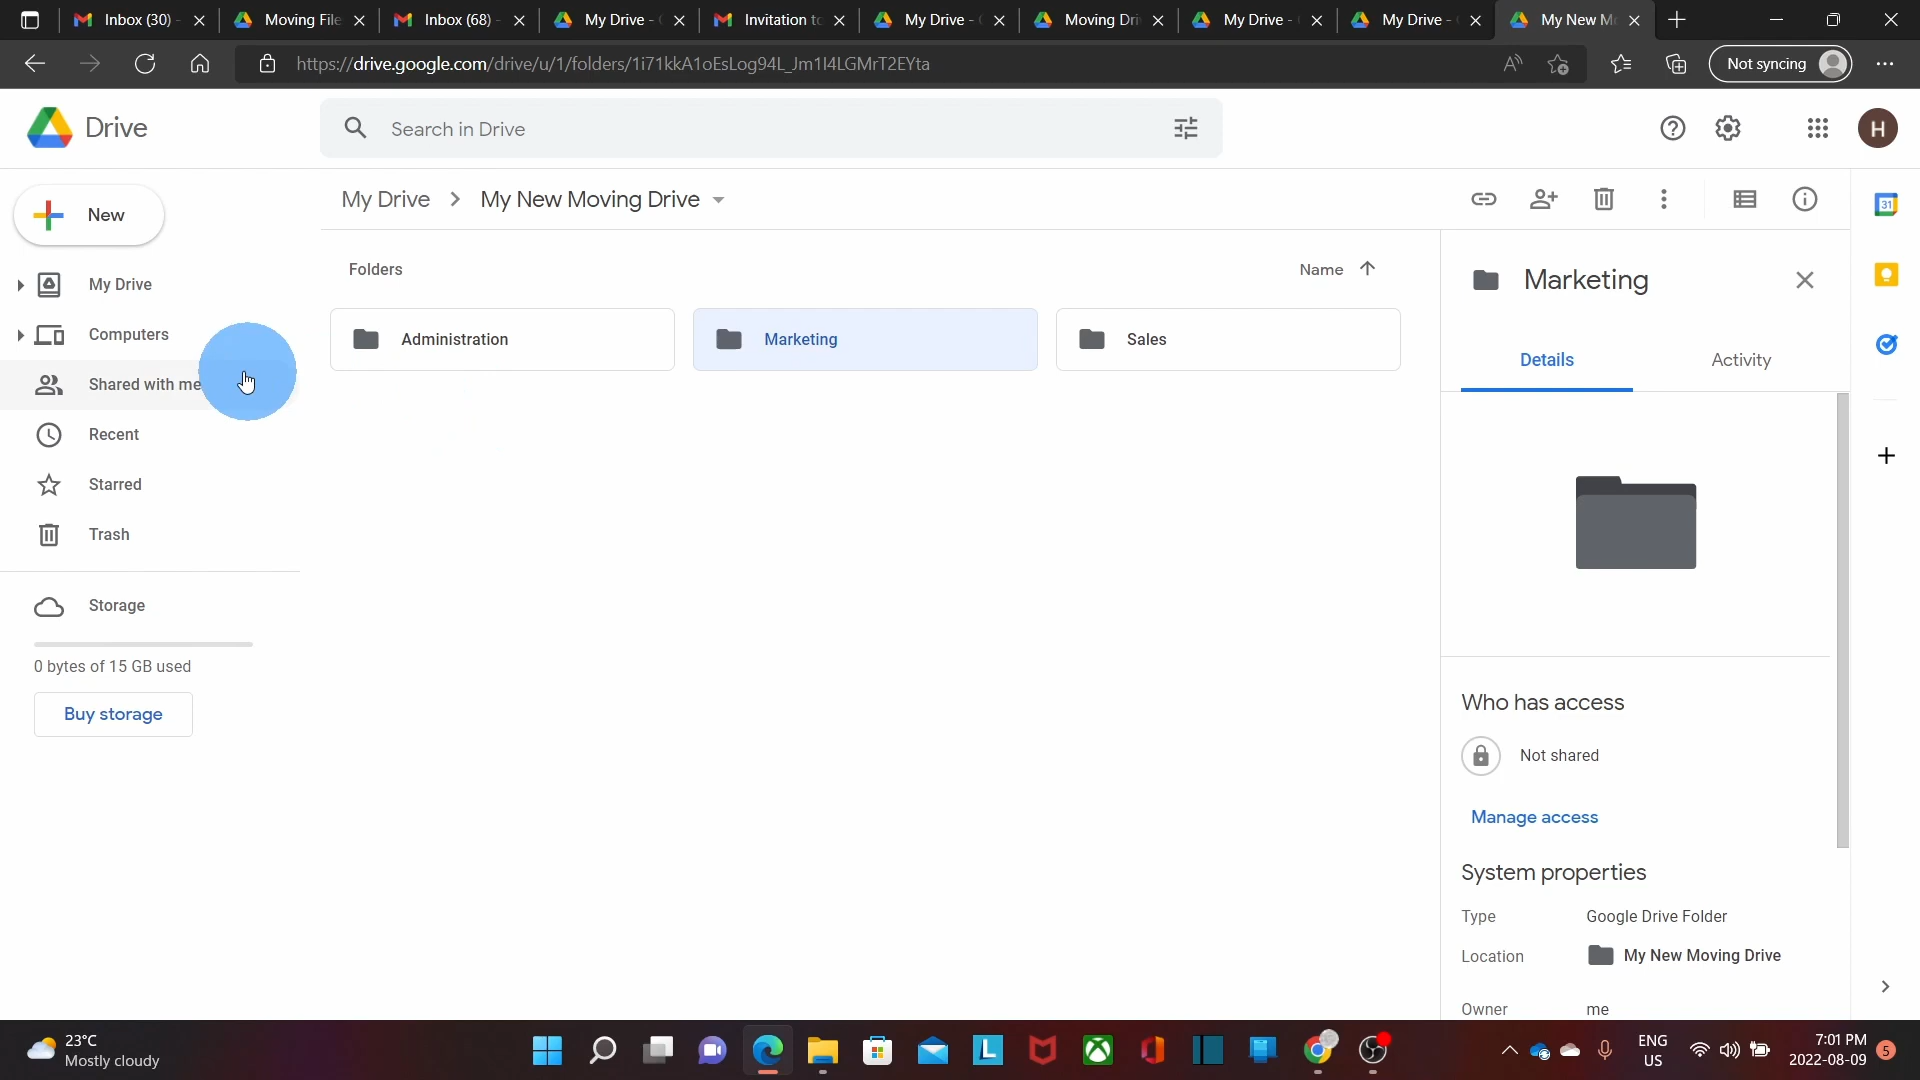 Inbox (30) -
Moving File
Inbox (68) -
My Drive -
Invitation to
My Drive -
Moving Dri
My Drive -
My Drive -
My New M
https://drive.google.com/drive/u/1/folders/1i71kkA1oEsLog94L_Jm1I4LGMrT2EYta
Not syncing
Drive
Search in Drive
H
New
My Drive > My New Moving Drive
31
My Drive
Computers
Shared with me
Recent
Starred
Trash
Storage
0 bytes of 15 GB used
Buy storage
Folders
Name
Administration
Marketing
Sales
Marketing
Details
Activity
Who has access
Not shared
Manage access
System properties
Type Google Drive Folder
Location My New Moving Drive
Owner me
23°C
Mostly cloudy
L
ENG
US
7:01 PM
2022-08-09
5